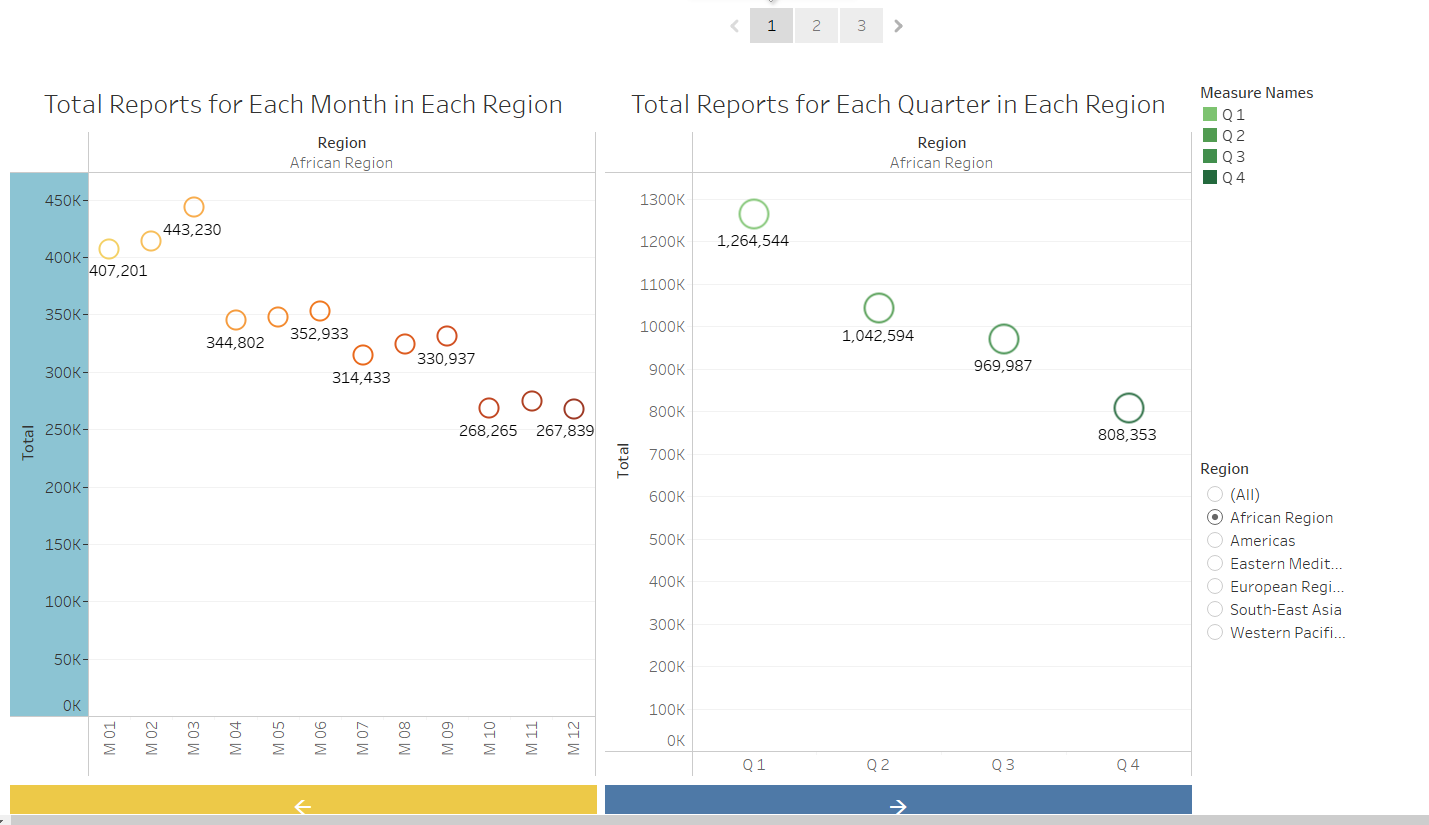 1 2 3
Total Reports for Each Month in Each Region
Region
African Region
450K
400K
350K
300K
250K
200K
150K
100K
50K
0K
Total
407,201
443,230
344,802
352,933
314,433
330,937
268,265
267,839
M 01 M 02 M 03 M 04 M 05 M 06 M 07 M 08 M 09 M 10 M 11 M 12
Total Reports for Each Quarter in Each Region
Region
African Region
1300K
1200K
1100K
1000K
900K
800K
700K
600K
500K
400K
300K
200K
100K
0K
Total
1,264,544
1,042,594
969,987
808,353
Q 1 Q 2 Q 3 Q 4
Measure Names
Q 1
Q 2
Q 3
Q 4
Region
(All)
African Region
Americas
Eastern Medit...
European Regi...
South-East Asia
Western Pacifi...